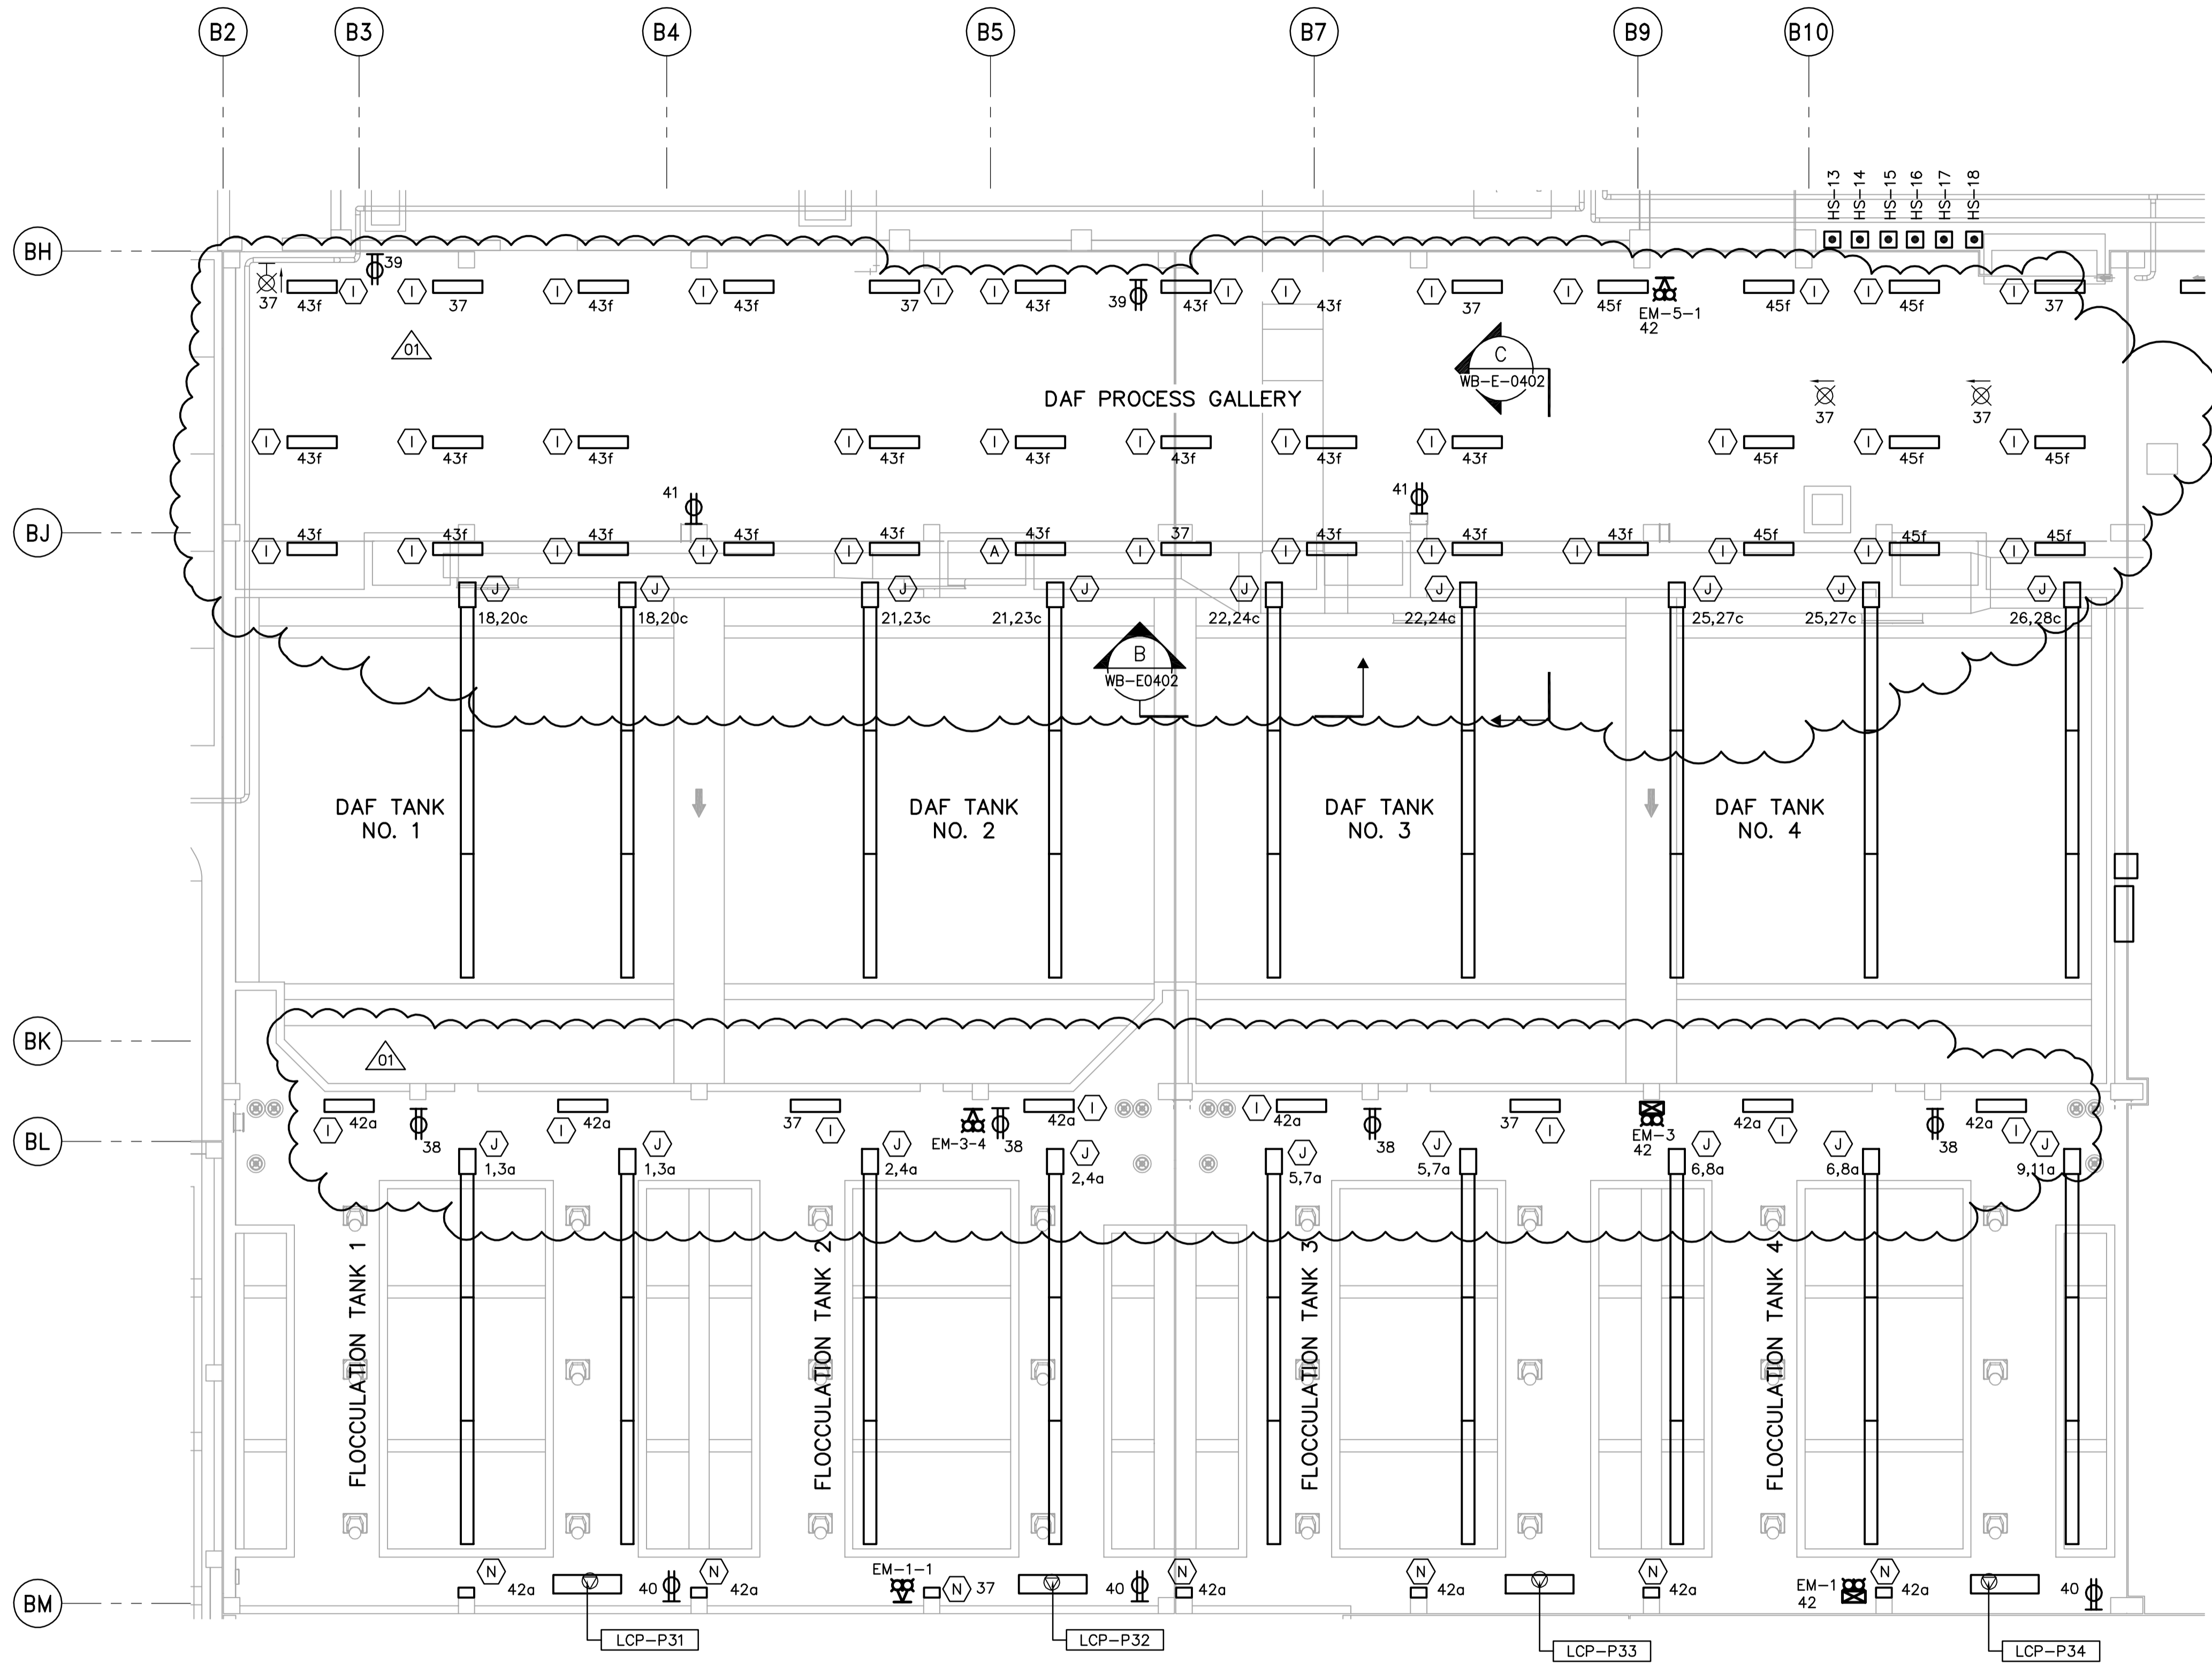 B2
B3
B4
B5
B7
B9
B10
HS-13
HS-14
HS-15
HS-16
HS-17
HS-18
BH
39
37
43f
I
I
37
I
43f
I
43f
37
I
I
43f
39
43f
I
I
43f
I
37
I
45f
EM-5-1
42
45f
I
I
45f
I
37
01
C
WB-E-0402
DAF PROCESS GALLERY
37
37
I
43f
I
43f
I
43f
I
43f
I
43f
I
43f
I
43f
I
43f
I
45f
I
45f
I
45f
41
41
BJ
I
43f
I
43f
I
43f
I
43f
I
43f
A
43f
I
37
I
43f
I
43f
I
43f
I
45f
I
45f
I
45f
J
18,20c
J
18,20c
J
21,23c
J
21,23c
J
22,24c
J
22,24c
J
25,27c
J
25,27c
J
26,28c
B
WB-E0402
DAF TANK
NO. 1
DAF TANK
NO. 2
DAF TANK
NO. 3
DAF TANK
NO. 4
BK
01
BL
I
42a
38
I
42a
37
I
EM-3-4
38
42a
I
I
42a
38
37
I
EM-3
42
42a
I
38
42a
I
J
1,3a
J
1,3a
J
2,4a
J
2,4a
J
5,7a
J
5,7a
J
6,8a
J
6,8a
J
9,11a
FLOCCULATION TANK 1
FLOCCULATION TANK 2
FLOCCULATION TANK 3
FLOCCULATION TANK 4
BM
N
42a
40
N
42a
EM-1-1
N
37
40
N
42a
N
42a
N
42a
EM-1
42
N
42a
40
LCP-P31
LCP-P32
LCP-P33
LCP-P34